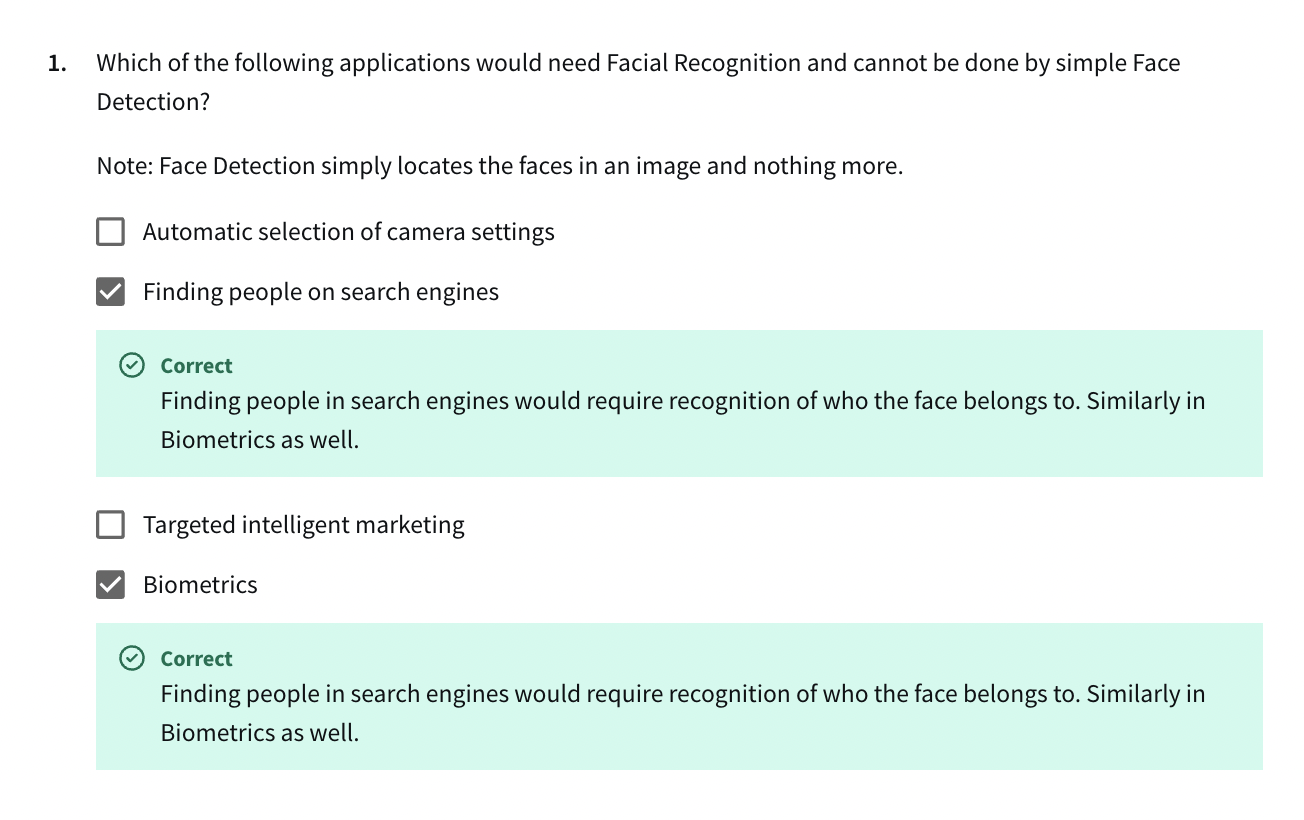 1. Which of the following applications would need Facial Recognition and cannot be done by simple Face
Detection?
Note: Face Detection simply locates the faces in an image and nothing more.
Automatic selection of camera settings
Finding people on search engines
Correct
Finding people in search engines would require recognition of who the face belongs to. Similarly in
Biometrics as well.
Targeted intelligent marketing
Biometrics
Correct
Finding people in search engines would require recognition of who the face belongs to. Similarly in
Biometrics as well.